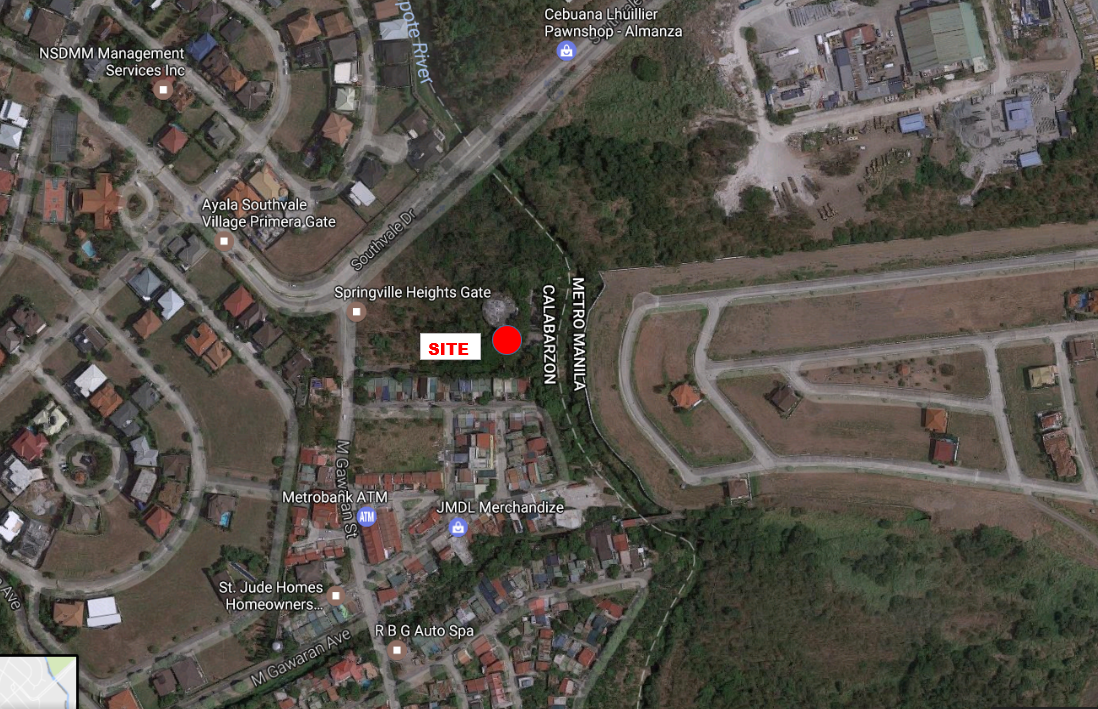 pote River
Cebuana Lhuillier
Pawnshop - Almanza
NSDMM Management
Services Inc
Ayala Southvale
Village Primera Gate
Southvale Dr
Springville Heights Gate
SITE
METRO MANILA
CALABARZON
M Gawaran St
Metrobank ATM
ATM
JMDL Merchandize
St. Jude Homes
Homeowners...
R B G Auto Spa
M Gawaran Ave
Ave